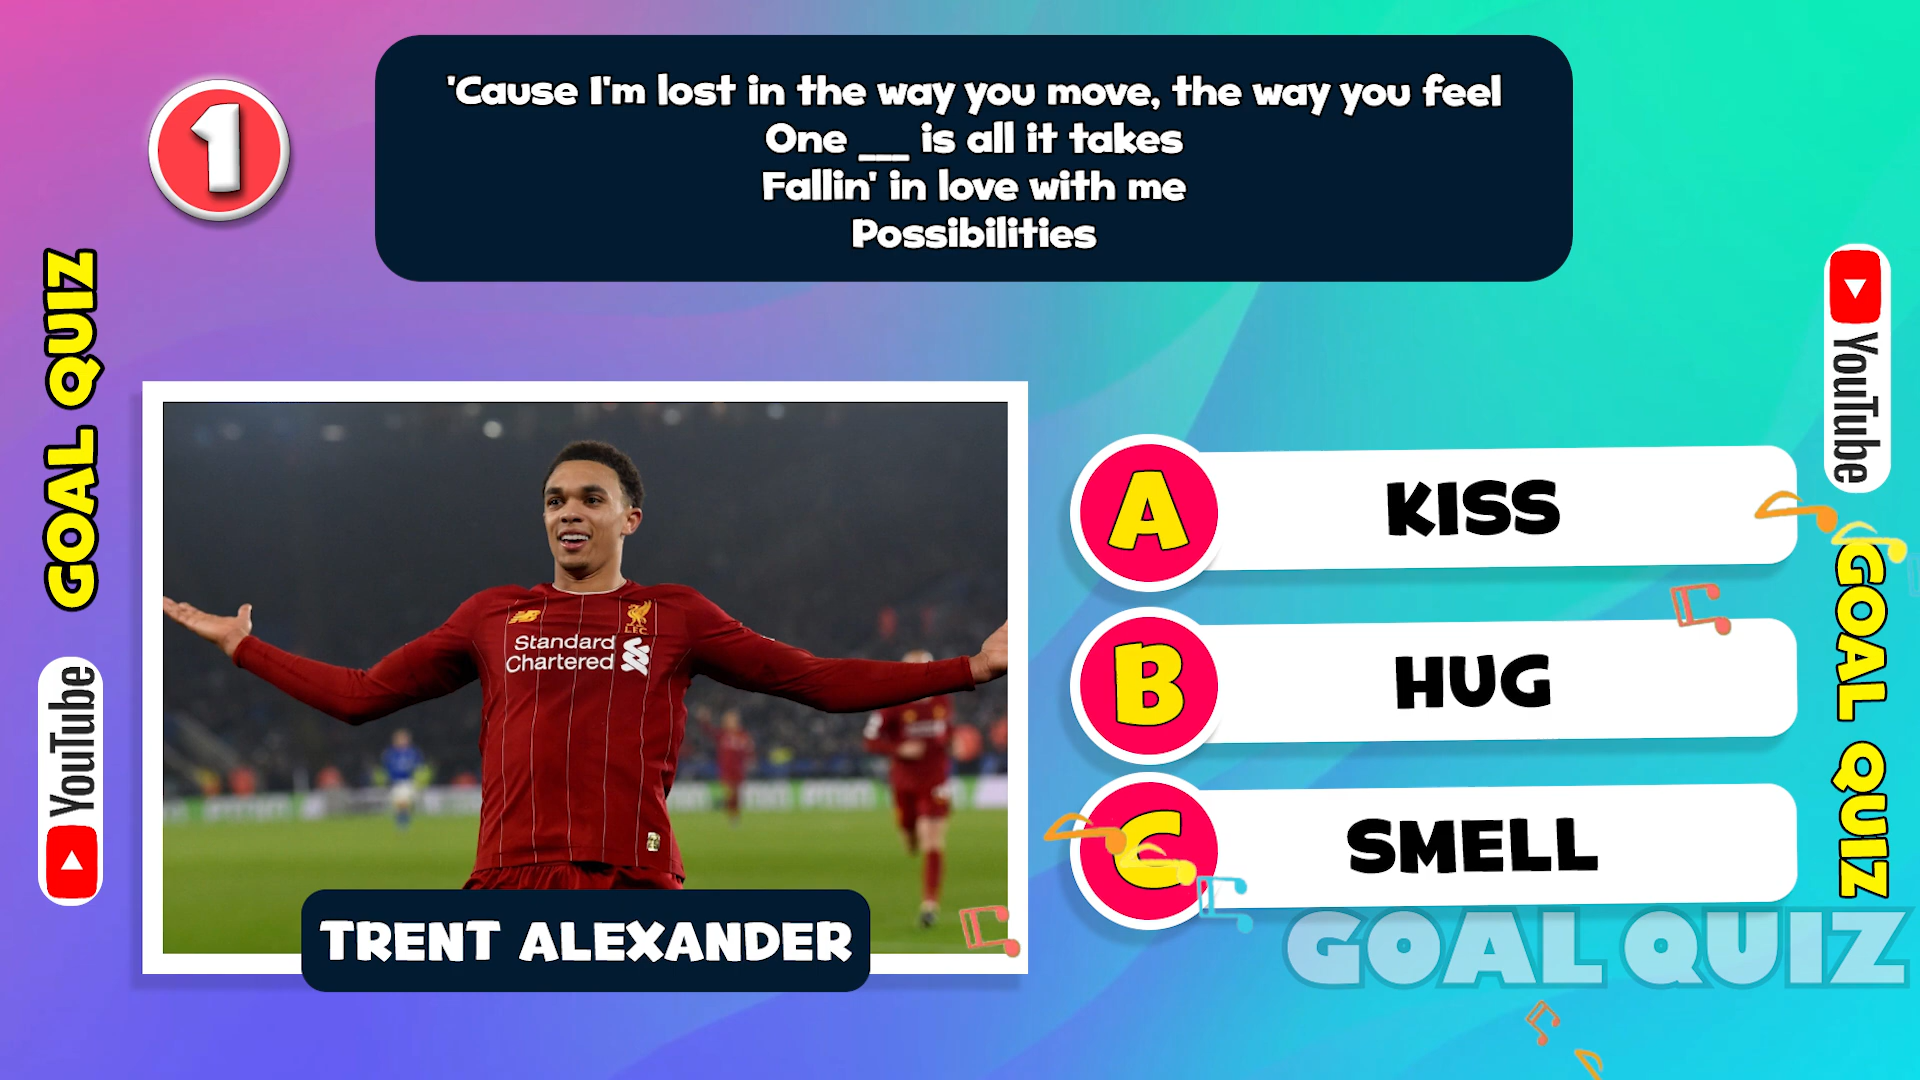 1
'Cause I'm lost in the way you move, the way you feel
One ___ is all it takes
Fallin' in love with me
Possibilities
GOAL QUIZ
YouTube
Standard
Chartered
L.F.C.
TRENT ALEXANDER
A
KISS
B
HUG
C
SMELL
YouTube
GOAL QUIZ
GOAL QUIZ